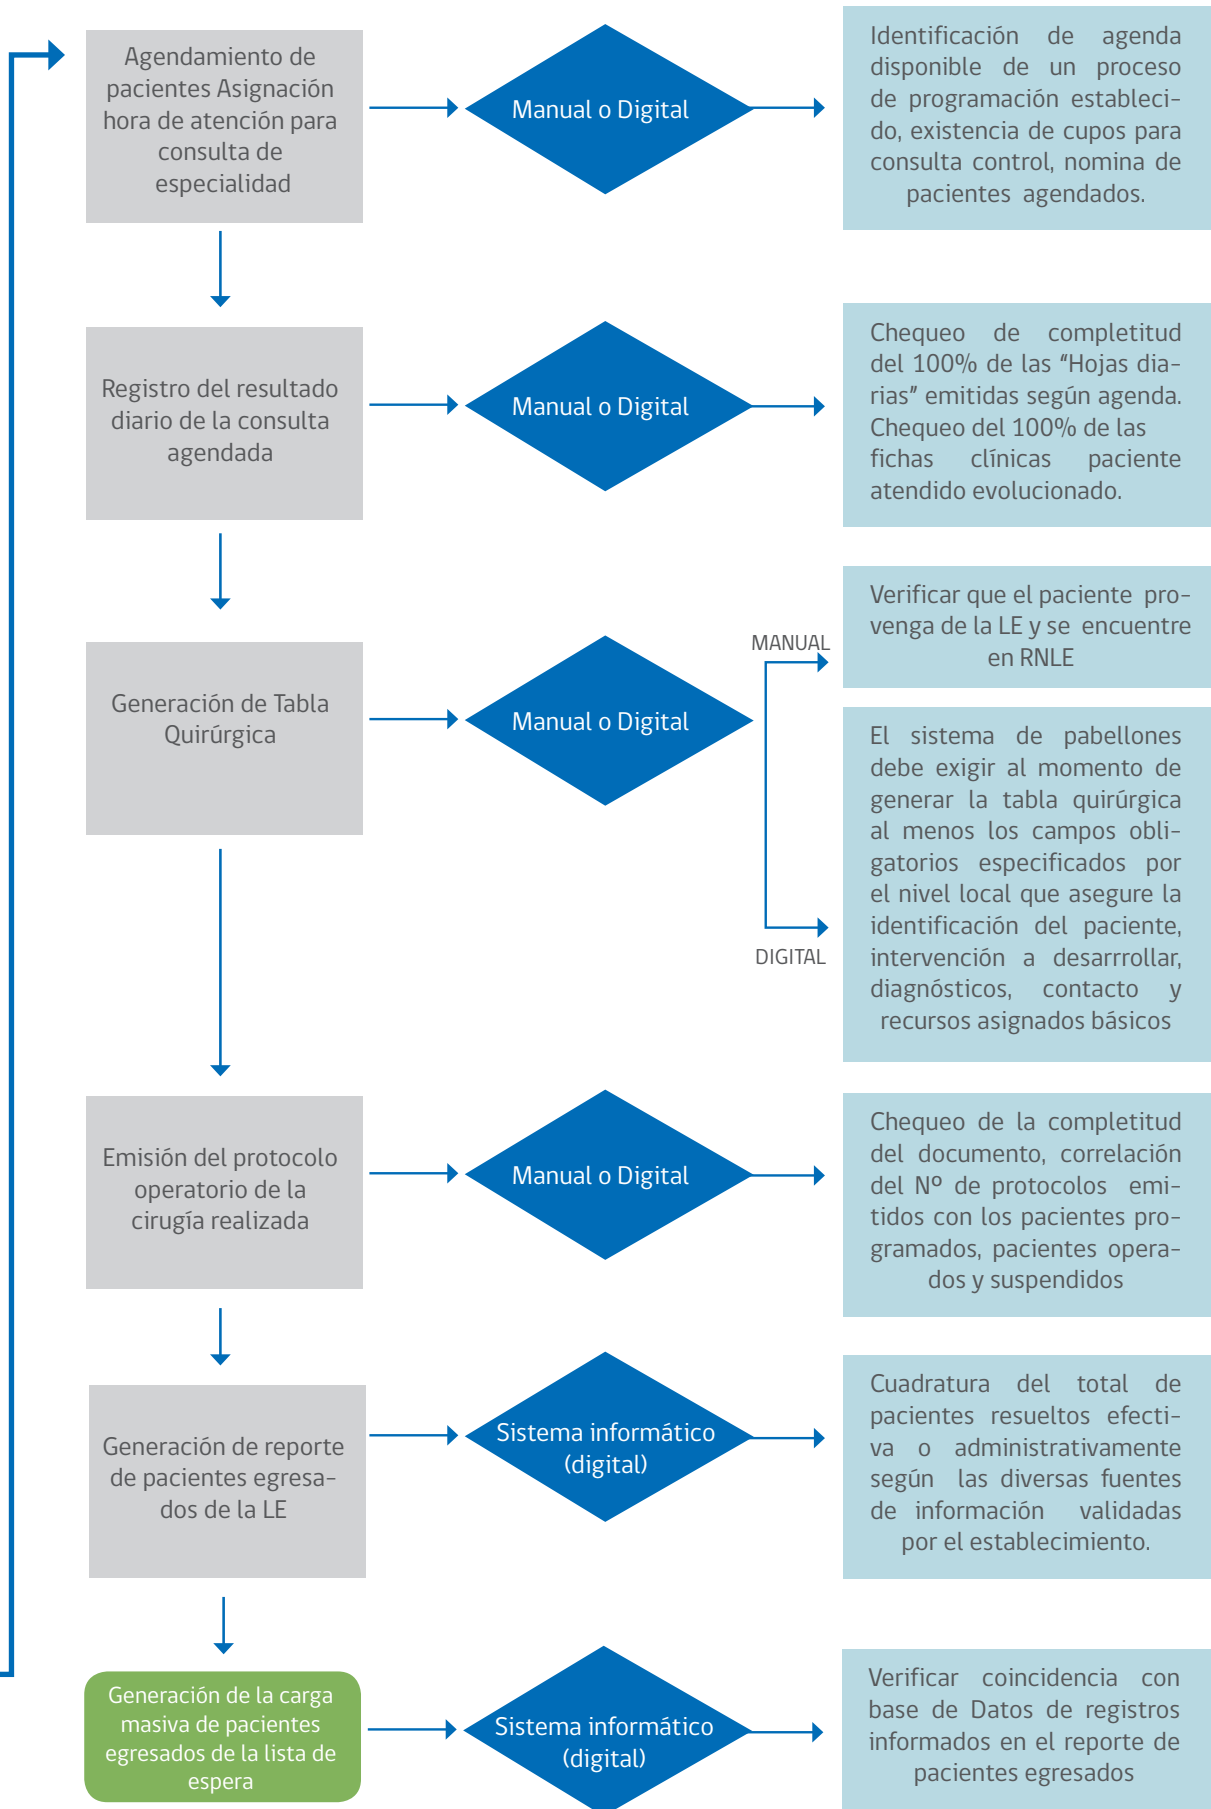 Agendamiento de
pacientes Asignación
hora de atención para
consulta de
especialidad
Manual o Digital
Identificación de agenda
disponible de un proceso
de programación estableci-
do, existencia de cupos para
consulta control, nomina de
pacientes agendados.
Registro del resultado
diario de la consulta
agendada
Manual o Digital
Chequeo de completitud
del 100% de las "Hojas dia-
rias" emitidas según agenda.
Chequeo del 100% de las
fichas clínicas paciente
atendido evolucionado.
Generación de Tabla
Quirúrgica
Manual o Digital
MANUAL
Verificar que el paciente pro-
venga de la LE y se encuentre
en RNLE
DIGITAL
El sistema de pabellones
debe exigir al momento de
generar la tabla quirúrgica
al menos los campos obli-
gatorios especificados por
el nivel local que asegure la
identificación del paciente,
intervención a desarrrollar,
diagnósticos, contacto y
recursos asignados básicos
Emisión del protocolo
operatorio de la
cirugía realizada
Manual o Digital
Chequeo de la completitud
del documento, correlación
del Nº de protocolos emi-
tidos con los pacientes pro-
gramados, pacientes opera-
dos y suspendidos
Generación de reporte
de pacientes egresa-
dos de la LE
Sistema informático
(digital)
Cuadratura del total de
pacientes resueltos efecti-
va o administrativamente
según las diversas fuentes
de información validadas
por el establecimiento.
Generación de la carga
masiva de pacientes
egresados de la lista de
espera
Sistema informático
(digital)
Verificar coincidencia con
base de Datos de registros
informados en el reporte de
pacientes egresados